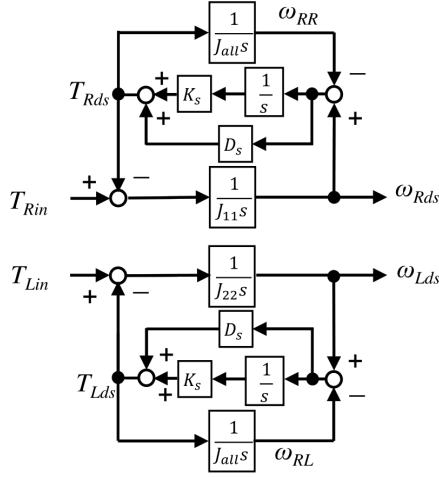 1
J_all s
ω_RR
T_Rds
+
K_s
1
s
−
+
D_s
+
+
−
T_Rin
1
J_11 s
ω_Rds
T_Lin
+
−
1
J_22 s
ω_Lds
D_s
+
+
T_Lds
K_s
+
1
s
−
1
J_all s
ω_RL